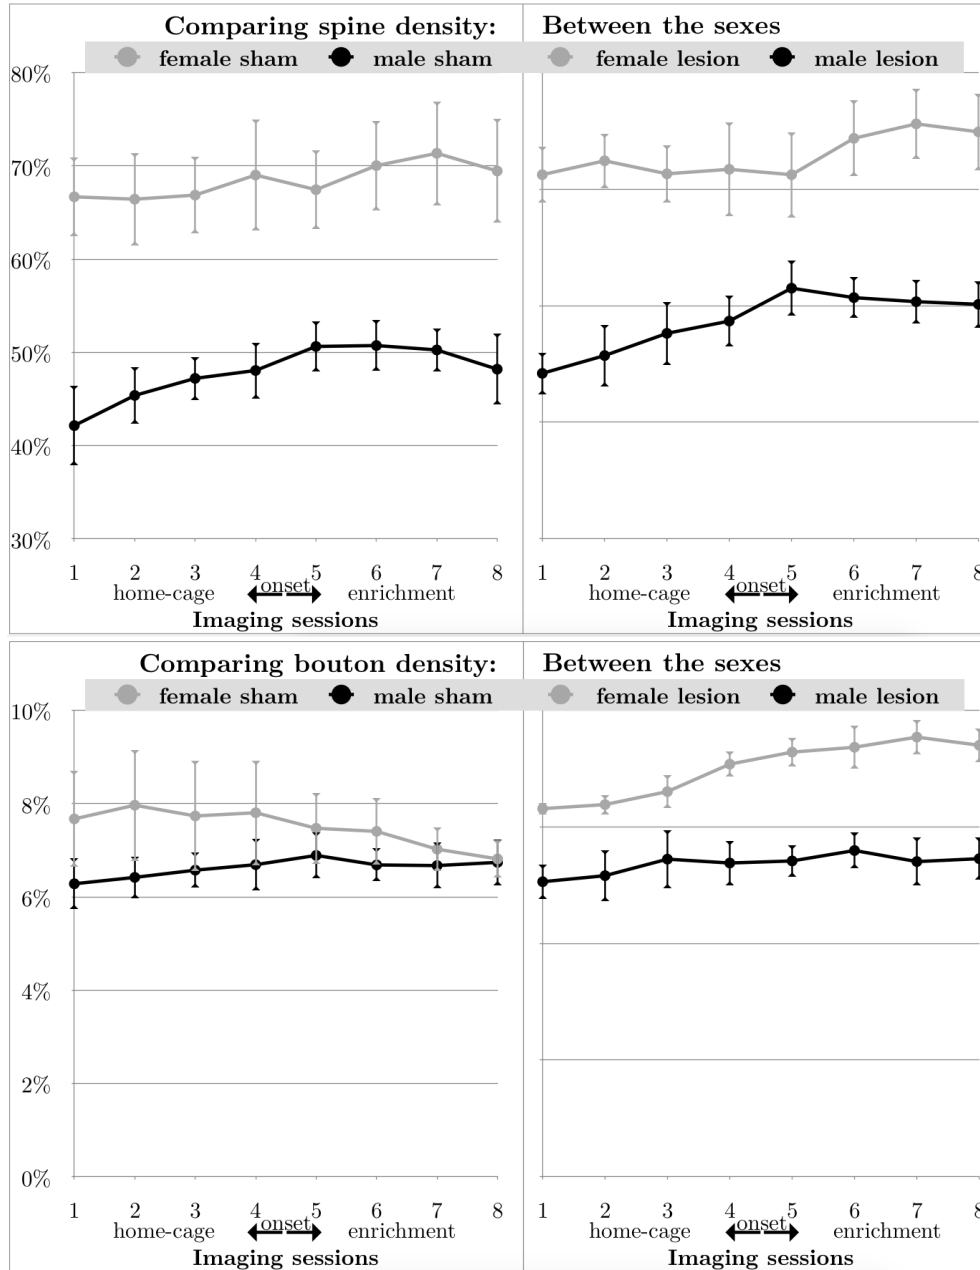 Comparing spine density: Between the sexes
female sham male sham female lesion male lesion
80%
70%
60%
50%
40%
30%
1 2 3 4 5 6 7 8 1 2 3 4 5 6 7 8
home-cage onset enrichment home-cage onset enrichment
Imaging sessions Imaging sessions
Comparing bouton density: Between the sexes
female sham male sham female lesion male lesion
10%
8%
6%
4%
2%
0%
1 2 3 4 5 6 7 8 1 2 3 4 5 6 7 8
home-cage onset enrichment home-cage onset enrichment
Imaging sessions Imaging sessions